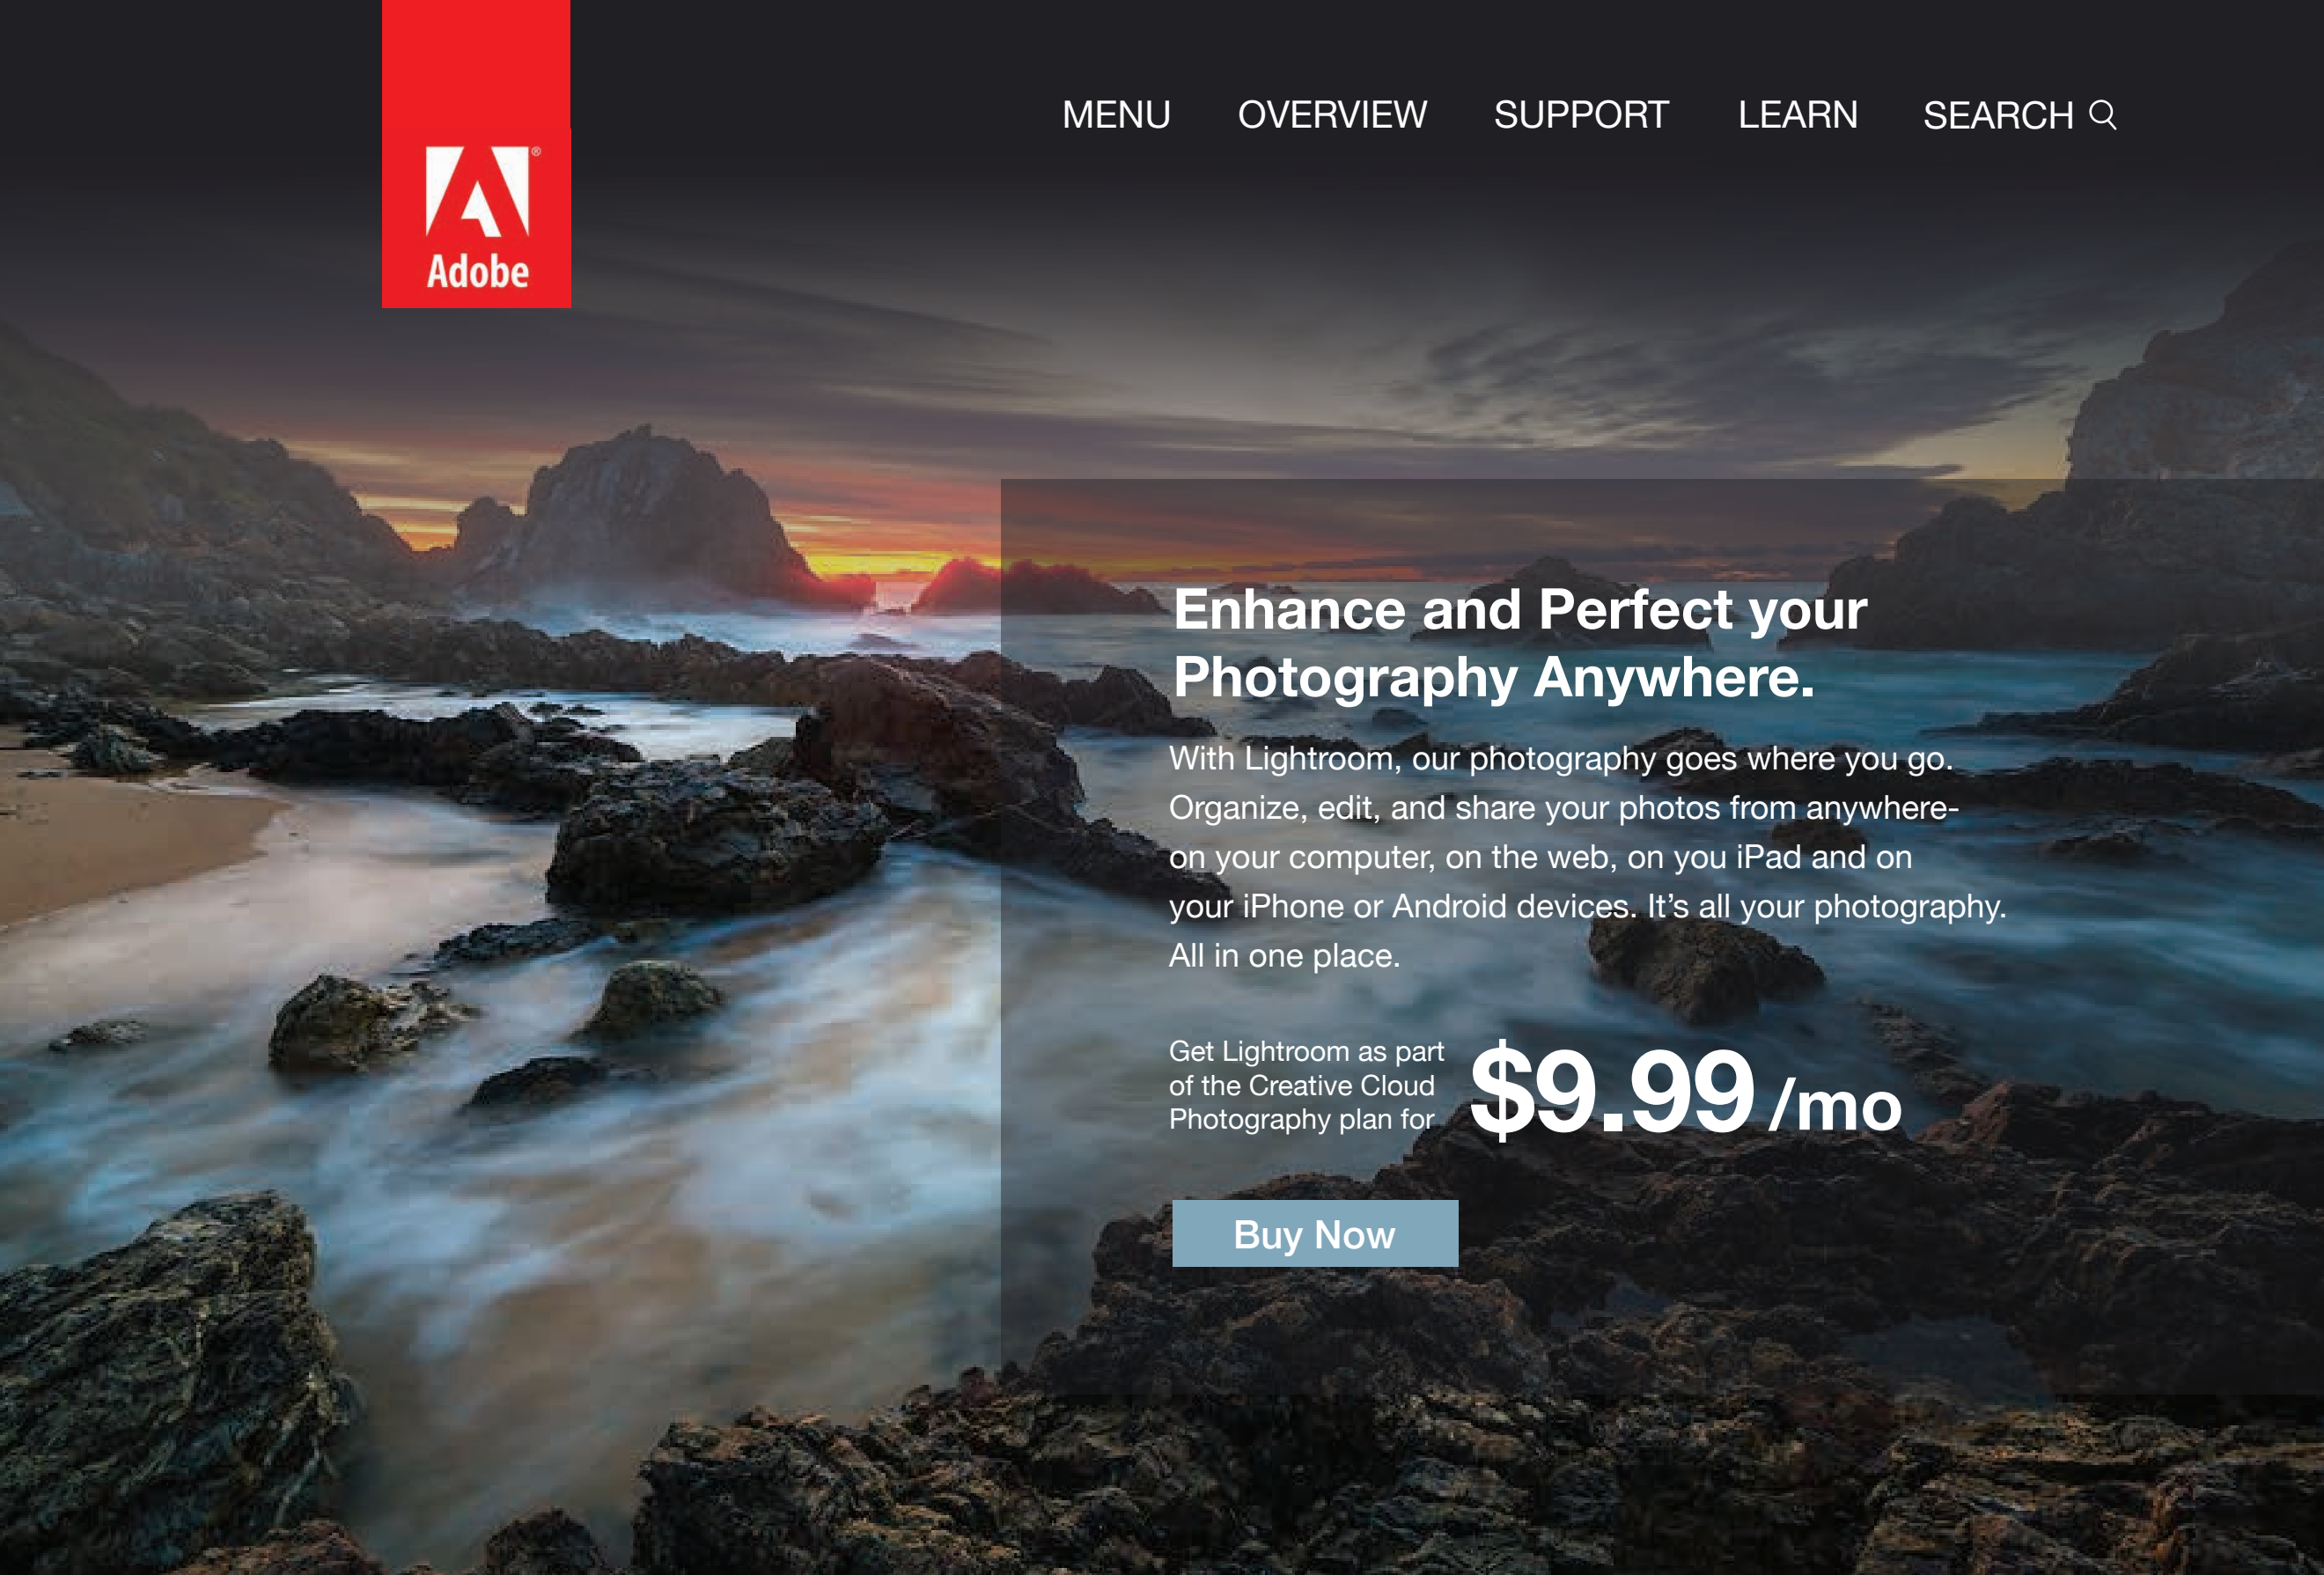 MENU OVERVIEW SUPPORT LEARN SEARCH
®
Adobe
Enhance and Perfect your
Photography Anywhere.
With Lightroom, our photography goes where you go.
Organize, edit, and share your photos from anywhere-
on your computer, on the web, on you iPad and on
your iPhone or Android devices. It’s all your photography.
All in one place.
Get Lightroom as part
of the Creative Cloud
Photography plan for
$9.99 /mo
Buy Now